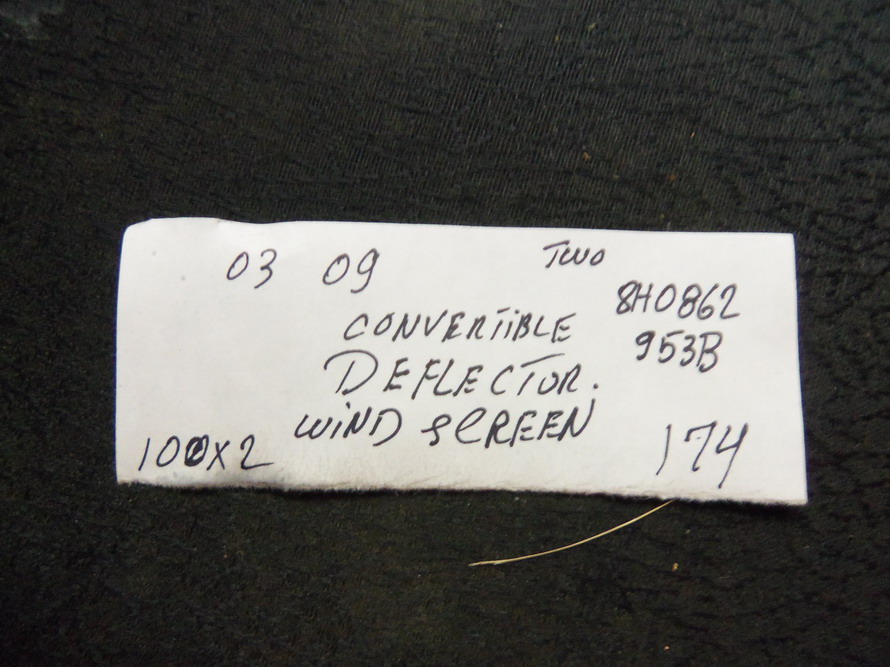 03 09 Two
8H0862
953B
CONVERTIBLE
DEFLECTOR.
WIND SCREEN
100X2
174